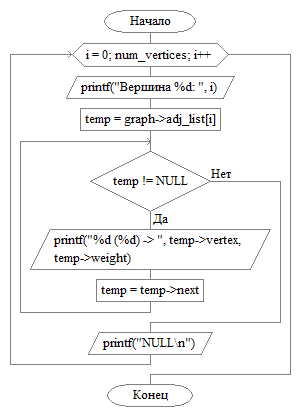 Начало
i = 0; num_vertices; i++
printf("Вершина %d: ", i)
temp = graph->adj_list[i]
temp != NULL
Нет
Да
printf("%d (%d) -> ", temp->vertex,
temp->weight)
temp = temp->next
printf("NULL\n")
Конец